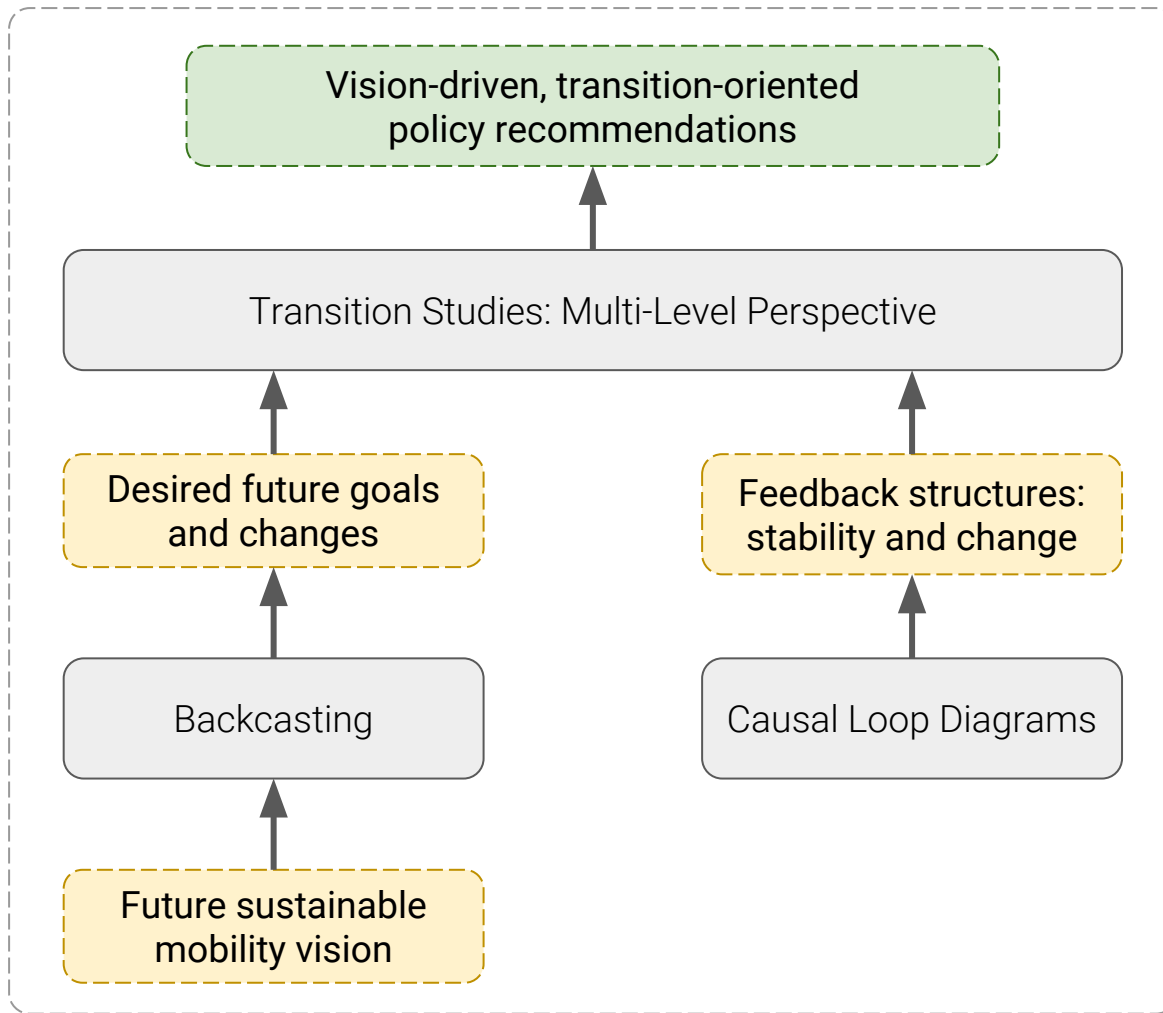 Vision-driven, transition-oriented
policy recommendations
Transition Studies: Multi-Level Perspective
Desired future goals
and changes
Feedback structures:
stability and change
Backcasting
Causal Loop Diagrams
Future sustainable
mobility vision